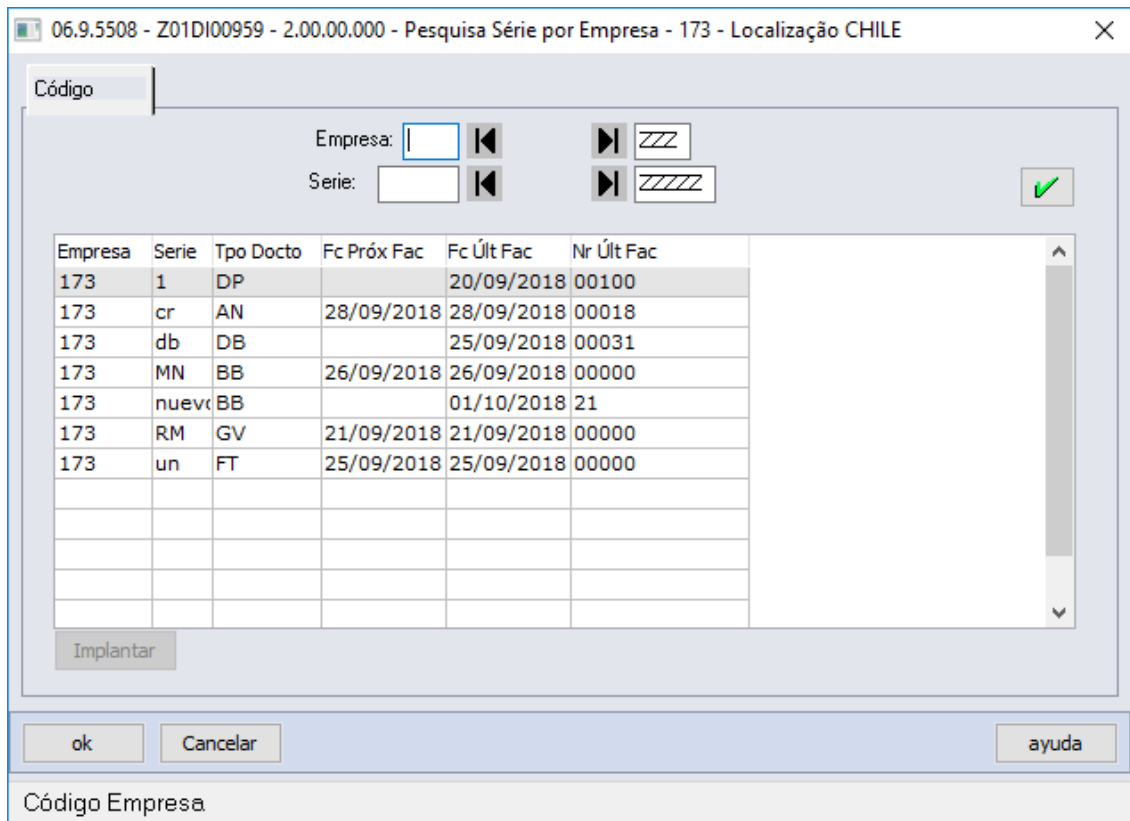 06.9.5508 - Z01DI00959 - 2.00.00.000 - Pesquisa Série por Empresa - 173 - Localização CHILE
Código
Empresa: ZZZ
Serie: ZZZZZ
Empresa Serie Tpo Docto Fc Próx Fac Fc Últ Fac Nr Últ Fac
173 1 DP 20/09/2018 00100
173 cr AN 28/09/2018 28/09/2018 00018
173 db DB 25/09/2018 00031
173 MN BB 26/09/2018 26/09/2018 00000
173 nuevo BB 01/10/2018 21
173 RM GV 21/09/2018 21/09/2018 00000
173 un FT 25/09/2018 25/09/2018 00000
Implantar
ok Cancelar ayuda
Código Empresa